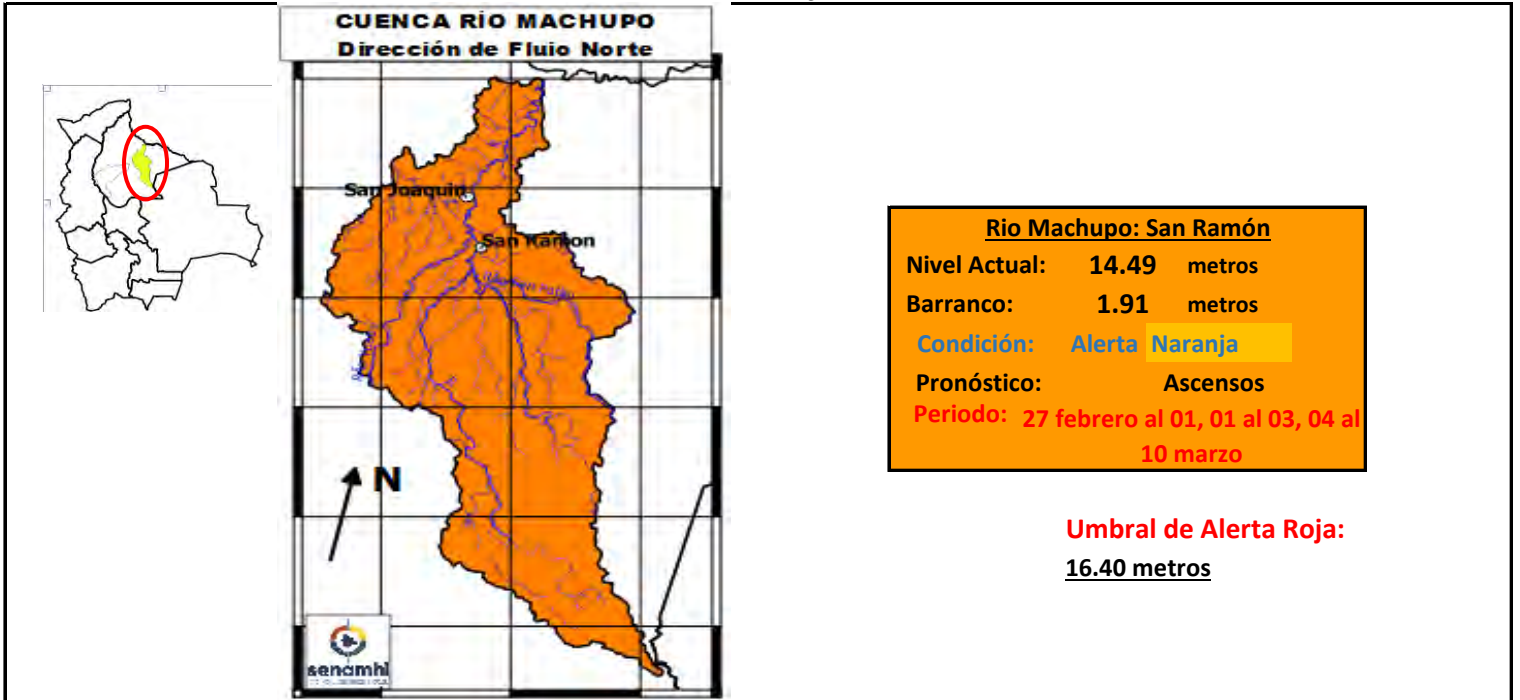 CUENCA RÍO MACHUPO
Dirección de Flujo Norte
San Joaquin
San Ramon
N
senamhi
Rio Machupo: San Ramón
Nivel Actual: 14.49 metros
Barranco: 1.91 metros
Condición: Alerta Naranja
Pronóstico: Ascensos
Periodo: 27 febrero al 01, 01 al 03, 04 al
10 marzo
Umbral de Alerta Roja:
16.40 metros